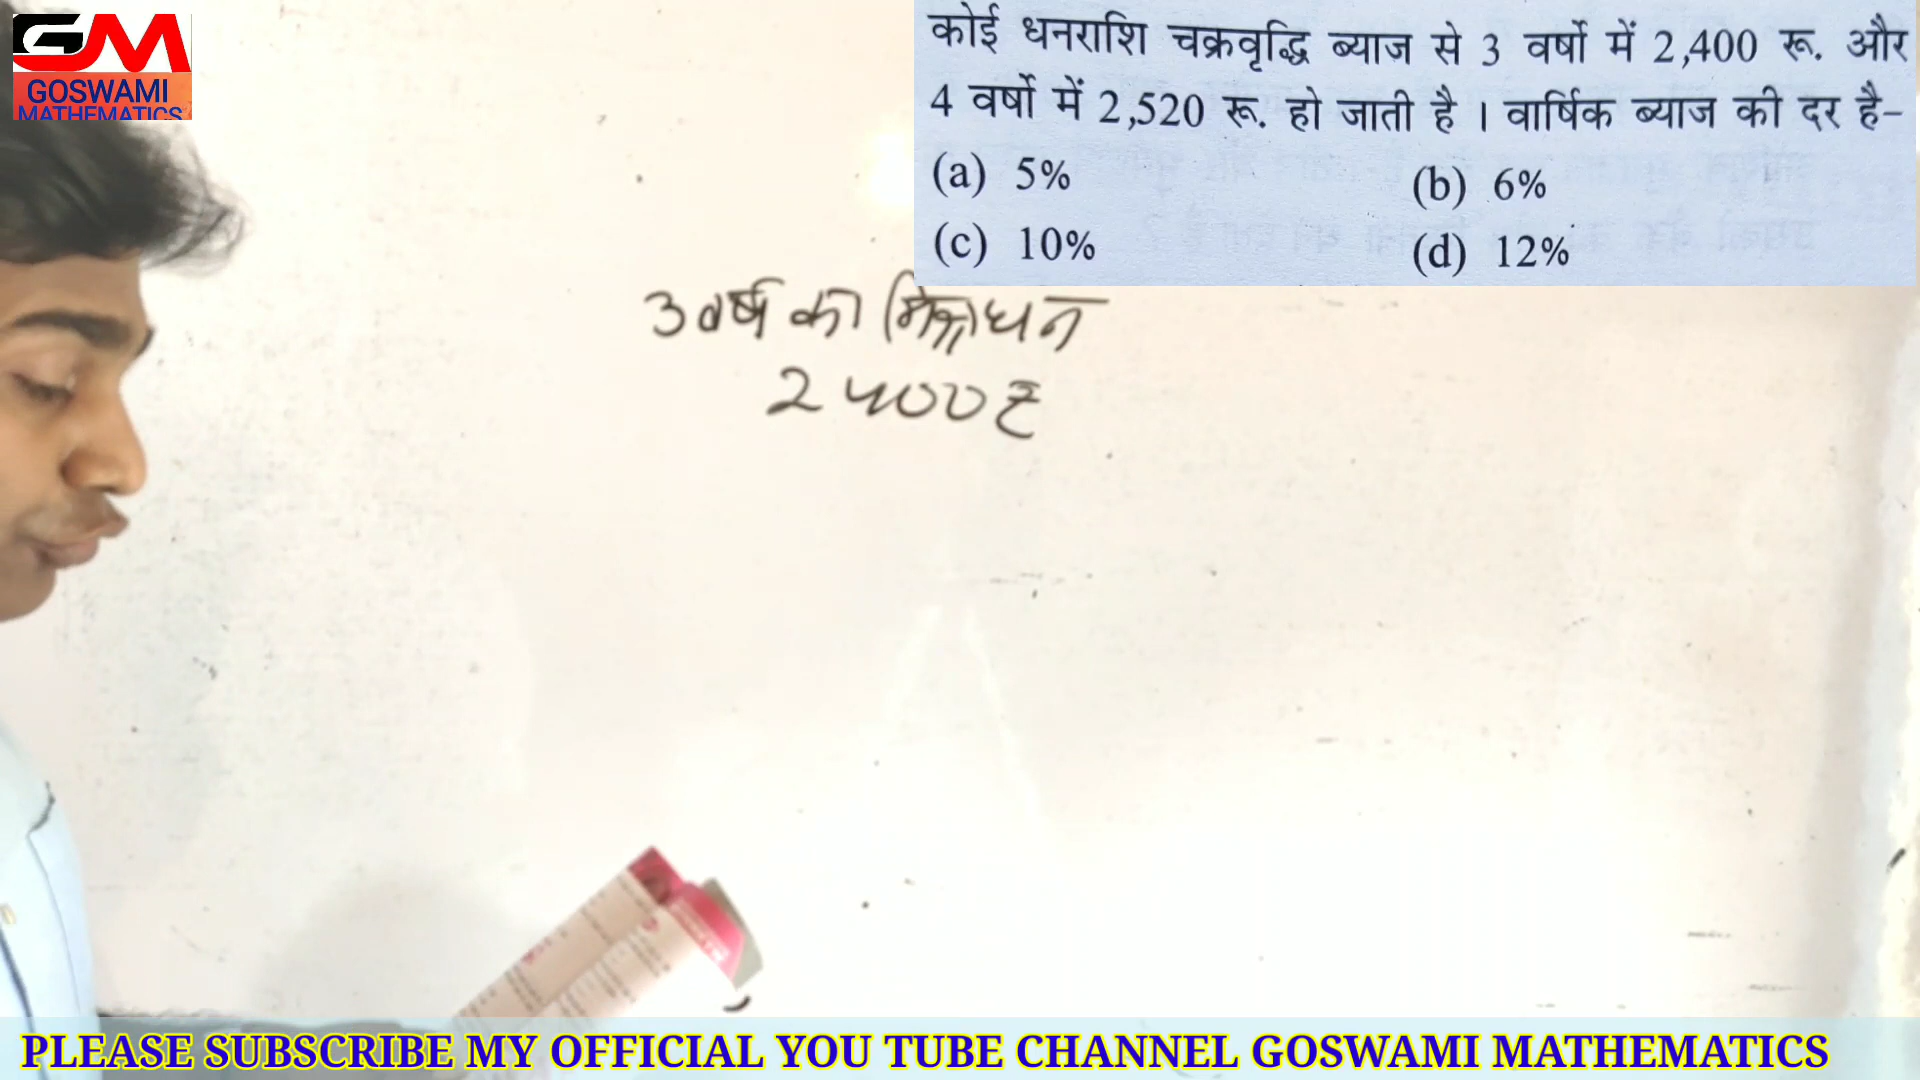 GM
GOSWAMI
MATHEMATICS
कोई धनराशि चक्रवृद्धि ब्याज से 3 वर्षो में 2,400 रू. और
4 वर्षो में 2,520 रू. हो जाती है । वार्षिक ब्याज की दर है–
(a) 5%
(b) 6%
(c) 10%
(d) 12%
3 वर्ष का मिश्रधन
2400₹
PLEASE SUBSCRIBE MY OFFICIAL YOU TUBE CHANNEL GOSWAMI MATHEMATICS